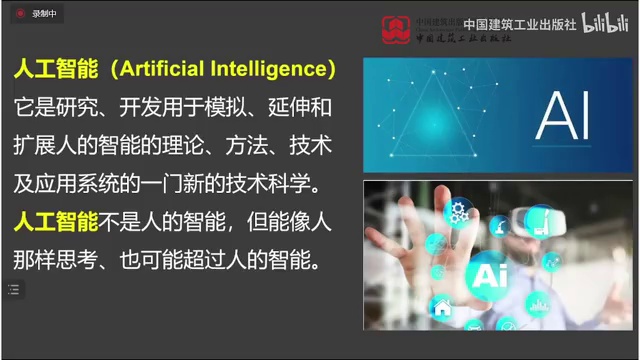 录制中
中国建筑工业出版社
bilibili
中国建筑工业出版社
人工智能（Artificial Intelligence）
它是研究、开发用于模拟、延伸和
扩展人的智能的理论、方法、技术
及应用系统的一门新的技术科学。
人工智能不是人的智能，但能像人
那样思考、也可能超过人的智能。
AI
Ai